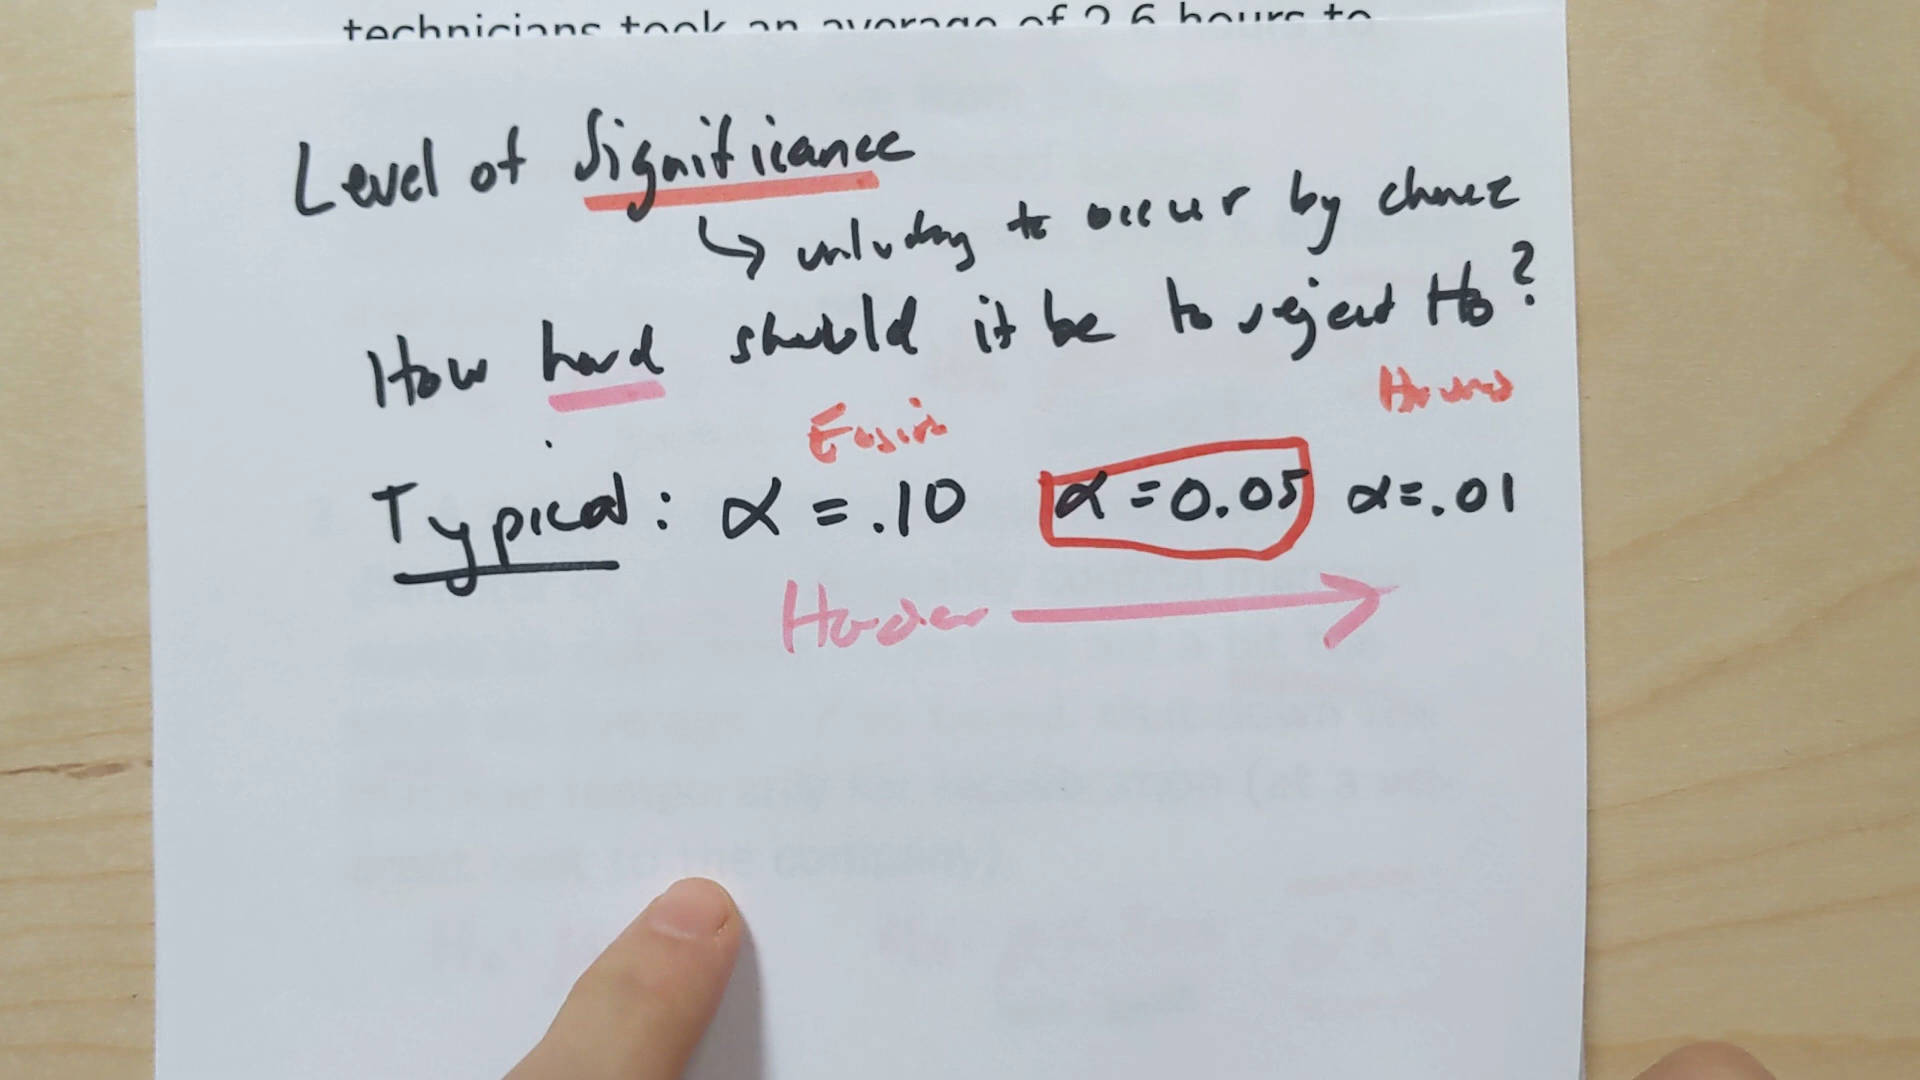 technicians took an average of 2.6 hours to
Level of Significance
↳ unlucky to occur by chance
How hard should it be to reject H₀?
Easier
Harder
Typical: α = .10 α = 0.05 α = .01
Harder →